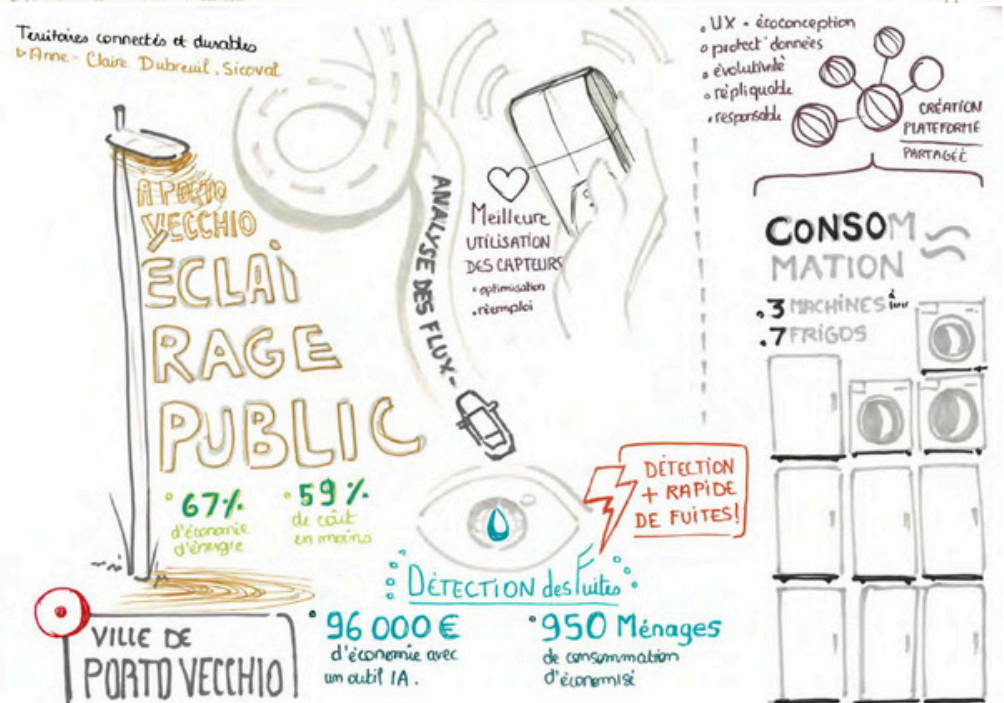 Territoires connectés et durables
Anne-Claire Dubreuil, Sicoval
A PORTO
VECCHIO
ÉCLAI
RAGE
PUBLIC
67%
d'économie
d'énergie
59%
de coût
en moins
VILLE DE
PORTO VECCHIO
ANALYSE DES FLUX
Meilleure
UTILISATION
DES CAPTEURS
optimisation
réemploi
DÉTECTION
+ RAPIDE
DE FUITES!
DÉTECTION des Fuites
96 000 €
d'économie avec
un outil IA.
950 Ménages
de consommation
d'économisé
UX - écoconception
protect° données
évolutivité
répliquable
responsable
CRÉATION
PLATEFORME
PARTAGÉE
CONSOM
MATION
3 MACHINES à laver
7 FRIGOS